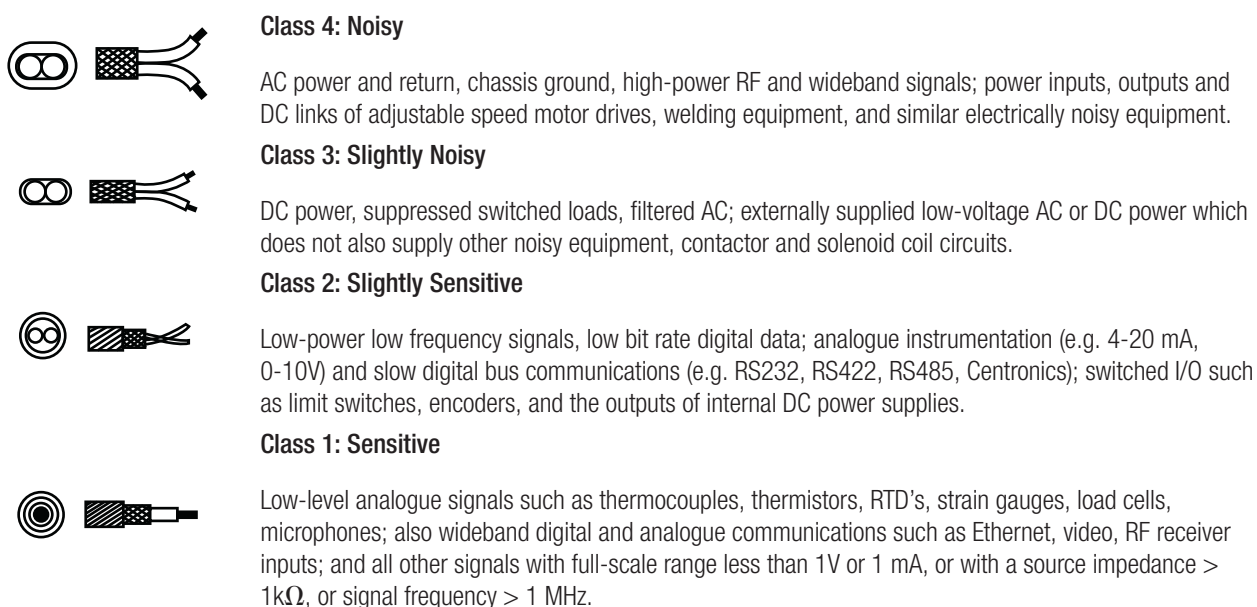 Class 4: Noisy
AC power and return, chassis ground, high-power RF and wideband signals; power inputs, outputs and
DC links of adjustable speed motor drives, welding equipment, and similar electrically noisy equipment.
Class 3: Slightly Noisy
DC power, suppressed switched loads, filtered AC; externally supplied low-voltage AC or DC power which
does not also supply other noisy equipment, contactor and solenoid coil circuits.
Class 2: Slightly Sensitive
Low-power low frequency signals, low bit rate digital data; analogue instrumentation (e.g. 4-20 mA,
0-10V) and slow digital bus communications (e.g. RS232, RS422, RS485, Centronics); switched I/O such
as limit switches, encoders, and the outputs of internal DC power supplies.
Class 1: Sensitive
Low-level analogue signals such as thermocouples, thermistors, RTD's, strain gauges, load cells,
microphones; also wideband digital and analogue communications such as Ethernet, video, RF receiver
inputs; and all other signals with full-scale range less than 1V or 1 mA, or with a source impedance >
1kΩ, or signal frequency > 1 MHz.